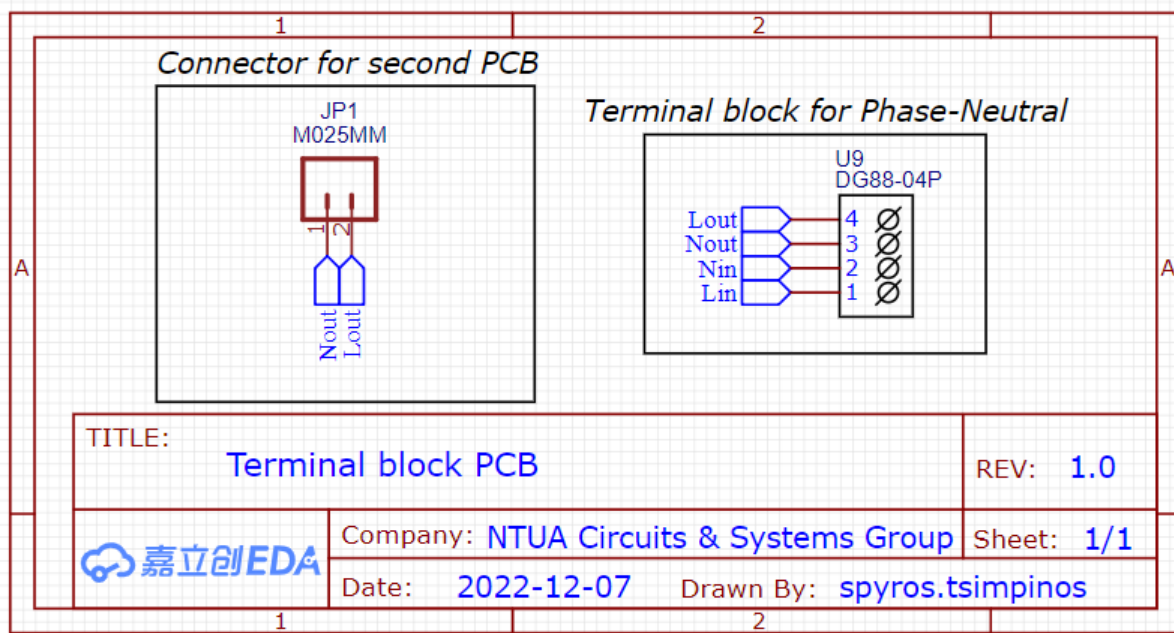 1
2
Connector for second PCB
JP1
M025MM
1
2
Nout
Lout
Terminal block for Phase-Neutral
U9
DG88-04P
Lout
4
Nout
3
Nin
2
Lin
1
A
A
TITLE:
Terminal block PCB
REV: 1.0
嘉立创EDA
Company: NTUA Circuits & Systems Group
Sheet: 1/1
Date: 2022-12-07
Drawn By: spyros.tsimpinos
1
2